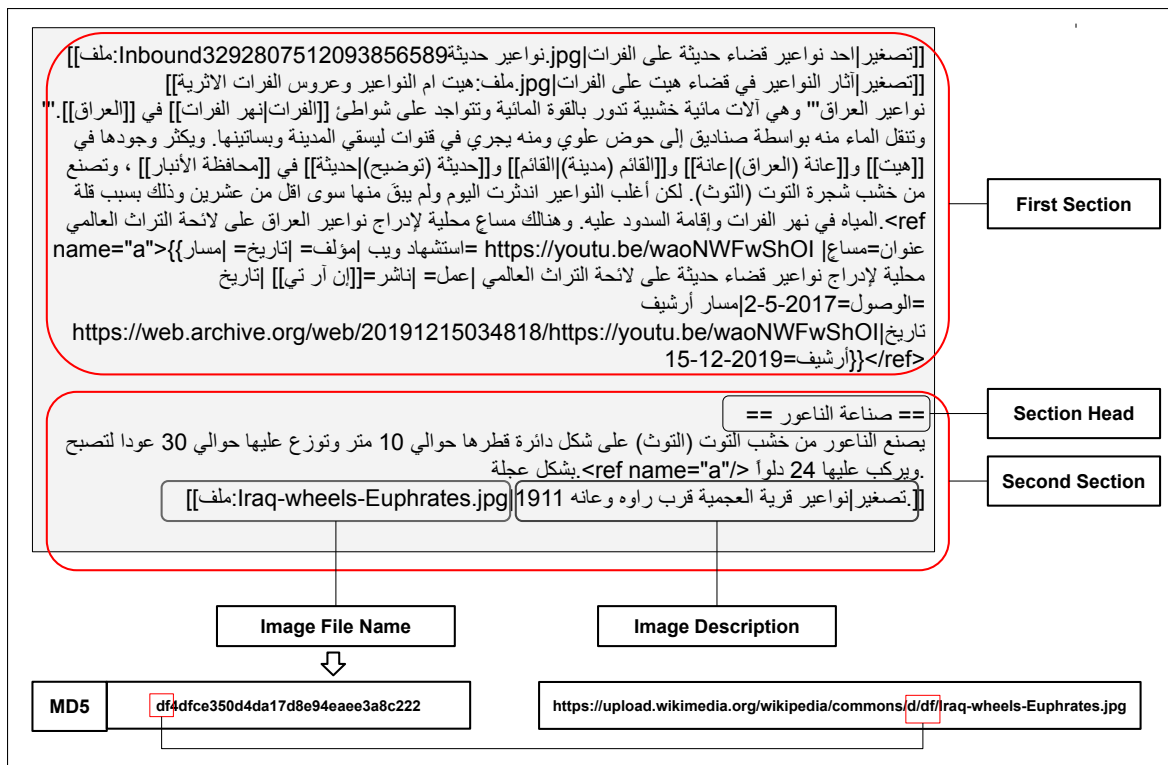 [[ملف:Inbound3292807512093856589نواعير حديثة.jpg|تصغير|احد نواعير قضاء حديثة على الفرات]]
[[ملف:هيت ام النواعير وعروس الفرات الاثرية.jpg|تصغير|آثار النواعير في قضاء هيت على الفرات]]
'''نواعير العراق''' وهي آلات مائية خشبية تدور بالقوة المائية وتتواجد على شواطئ [[الفرات|نهر الفرات]] في [[العراق]].
وتنقل الماء منه بواسطة صناديق إلى حوض علوي ومنه يجري في قنوات ليسقي المدينة وبساتينها. ويكثر وجودها في
[[هيت]] و[[عانة (العراق)|عانة]] و[[القائم (مدينة)|القائم]] و[[حديثة (توضيح)|حديثة]] في [[محافظة الأنبار]] ، وتصنع
من خشب شجرة التوت (التوث). لكن أغلب النواعير اندثرت اليوم ولم يبقَ منها سوى اقل من عشرين وذلك بسبب قلة
المياه في نهر الفرات وإقامة السدود عليه. وهنالك مساعٍ محلية لإدراج نواعير العراق على لائحة التراث العالمي.<ref
name="a">{{استشهاد ويب |مؤلف= |تاريخ= |مسار= https://youtu.be/waoNWFwShOI |عنوان=مساعٍ
محلية لإدراج نواعير قضاء حديثة على لائحة التراث العالمي |عمل= |ناشر=[[إن آر تي]] |تاريخ
الوصول=2017-5-2|مسار أرشيف=
https://web.archive.org/web/20191215034818/https://youtu.be/waoNWFwShOI|تاريخ
أرشيف=2019-12-15}}</ref>
== صناعة الناعور ==
يصنع الناعور من خشب التوت (التوث) على شكل دائرة قطرها حوالي 10 متر وتوزع عليها حوالي 30 عودا لتصبح
بشكل عجلة.<ref name="a"/> ويركب عليها 24 دلواً.
[[ملف:Iraq-wheels-Euphrates.jpg|تصغير|نواعير قرية العجمية قرب راوه وعانه 1911.]]
First Section
Section Head
Second Section
Image File Name
Image Description
MD5
df4dfce350d4da17d8e94eaee3a8c222
https://upload.wikimedia.org/wikipedia/commons/d/df/Iraq-wheels-Euphrates.jpg